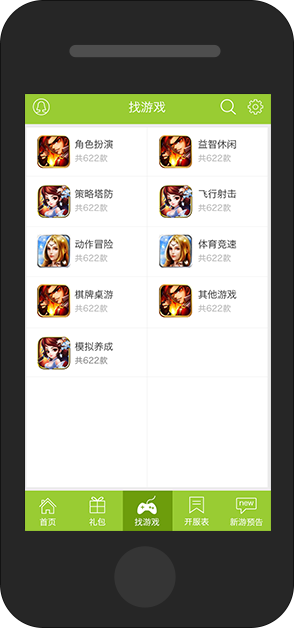 找游戏
角色扮演
共622款
益智休闲
共622款
策略塔防
共622款
飞行射击
共622款
动作冒险
共622款
体育竞速
共622款
棋牌桌游
共622款
其他游戏
共622款
模拟养成
共622款
首页
礼包
找游戏
开服表
new
新游预告